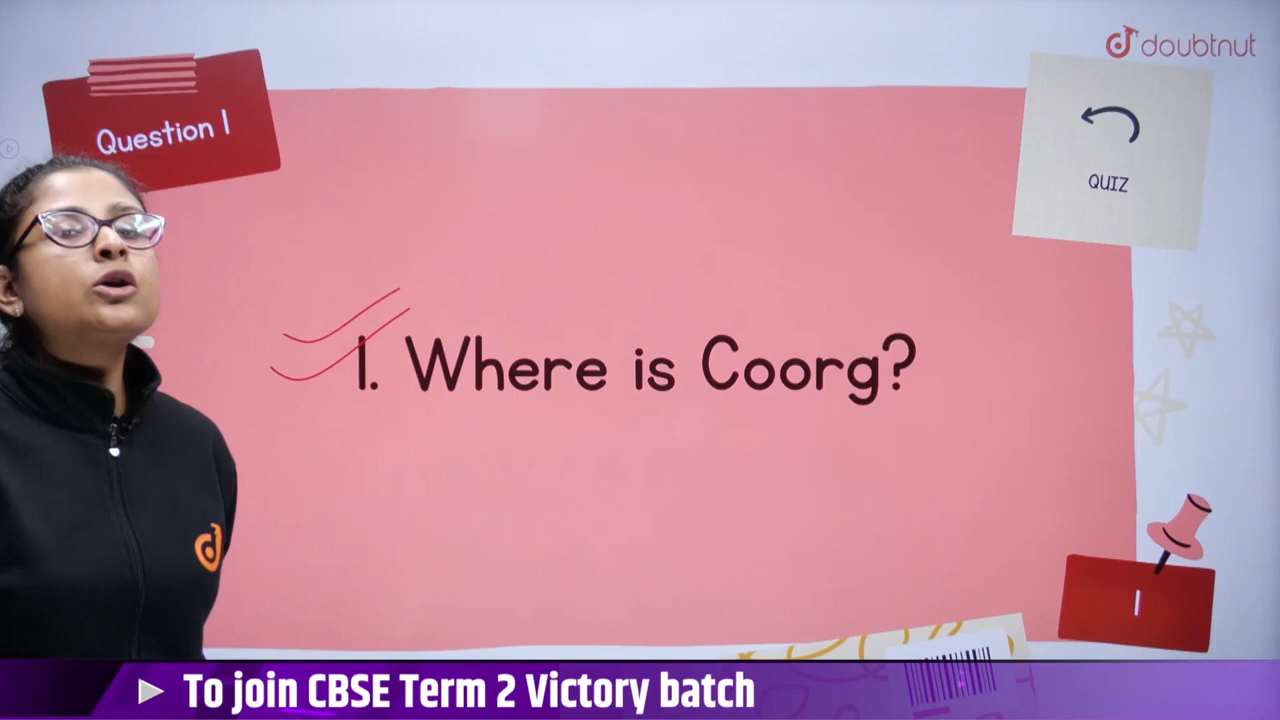 doubtnut
Question 1
QUIZ
1. Where is Coorg?
1
To join CBSE Term 2 Victory batch